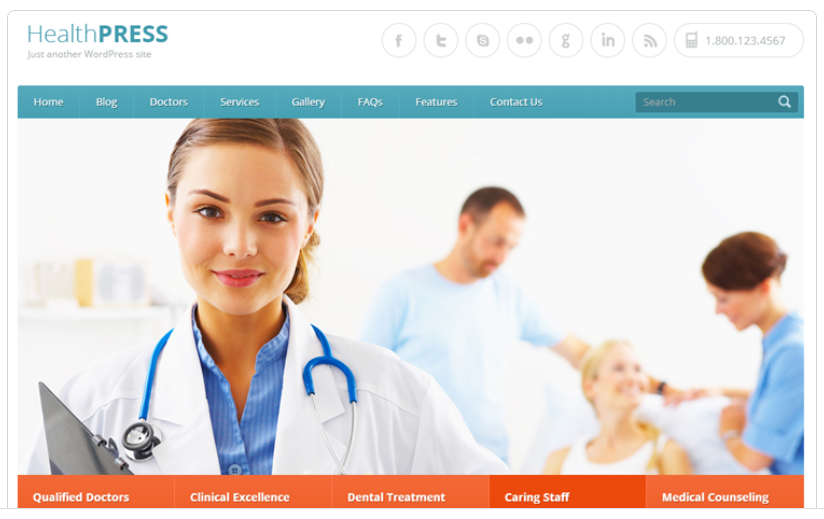 HealthPRESS
Just another WordPress site
1.800.123.4567
Home Blog Doctors Services Gallery FAQs Features Contact Us Search
Qualified Doctors Clinical Excellence Dental Treatment Caring Staff Medical Counseling